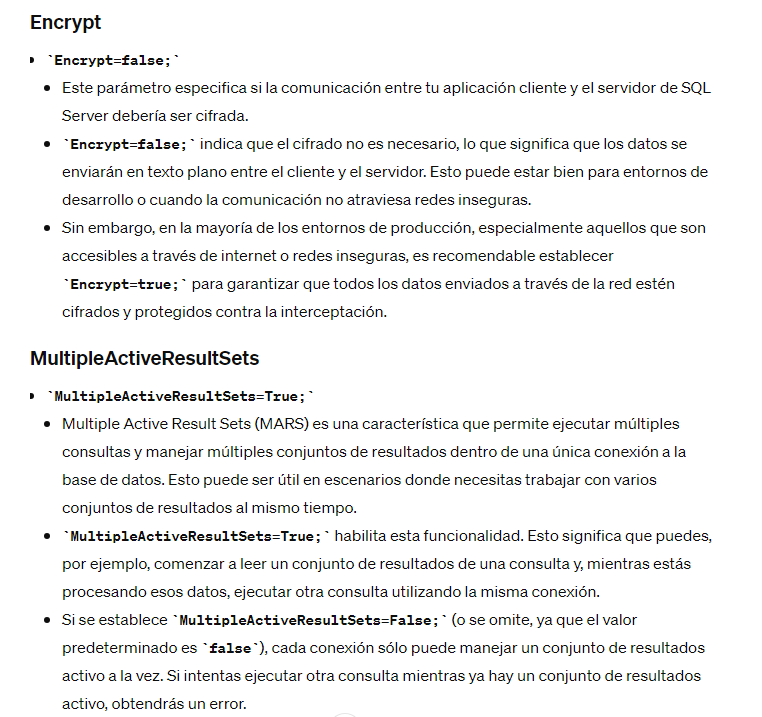 Encrypt
`Encrypt=false;`
Este parámetro especifica si la comunicación entre tu aplicación cliente y el servidor de SQL
Server debería ser cifrada.
`Encrypt=false;` indica que el cifrado no es necesario, lo que significa que los datos se
enviarán en texto plano entre el cliente y el servidor. Esto puede estar bien para entornos de
desarrollo o cuando la comunicación no atraviesa redes inseguras.
Sin embargo, en la mayoría de los entornos de producción, especialmente aquellos que son
accesibles a través de internet o redes inseguras, es recomendable establecer
`Encrypt=true;` para garantizar que todos los datos enviados a través de la red estén
cifrados y protegidos contra la interceptación.
MultipleActiveResultSets
`MultipleActiveResultSets=True;`
Multiple Active Result Sets (MARS) es una característica que permite ejecutar múltiples
consultas y manejar múltiples conjuntos de resultados dentro de una única conexión a la
base de datos. Esto puede ser útil en escenarios donde necesitas trabajar con varios
conjuntos de resultados al mismo tiempo.
`MultipleActiveResultSets=True;` habilita esta funcionalidad. Esto significa que puedes,
por ejemplo, comenzar a leer un conjunto de resultados de una consulta y, mientras estás
procesando esos datos, ejecutar otra consulta utilizando la misma conexión.
Si se establece `MultipleActiveResultSets=False;` (o se omite, ya que el valor
predeterminado es `false`), cada conexión sólo puede manejar un conjunto de resultados
activo a la vez. Si intentas ejecutar otra consulta mientras ya hay un conjunto de resultados
activo, obtendrás un error.